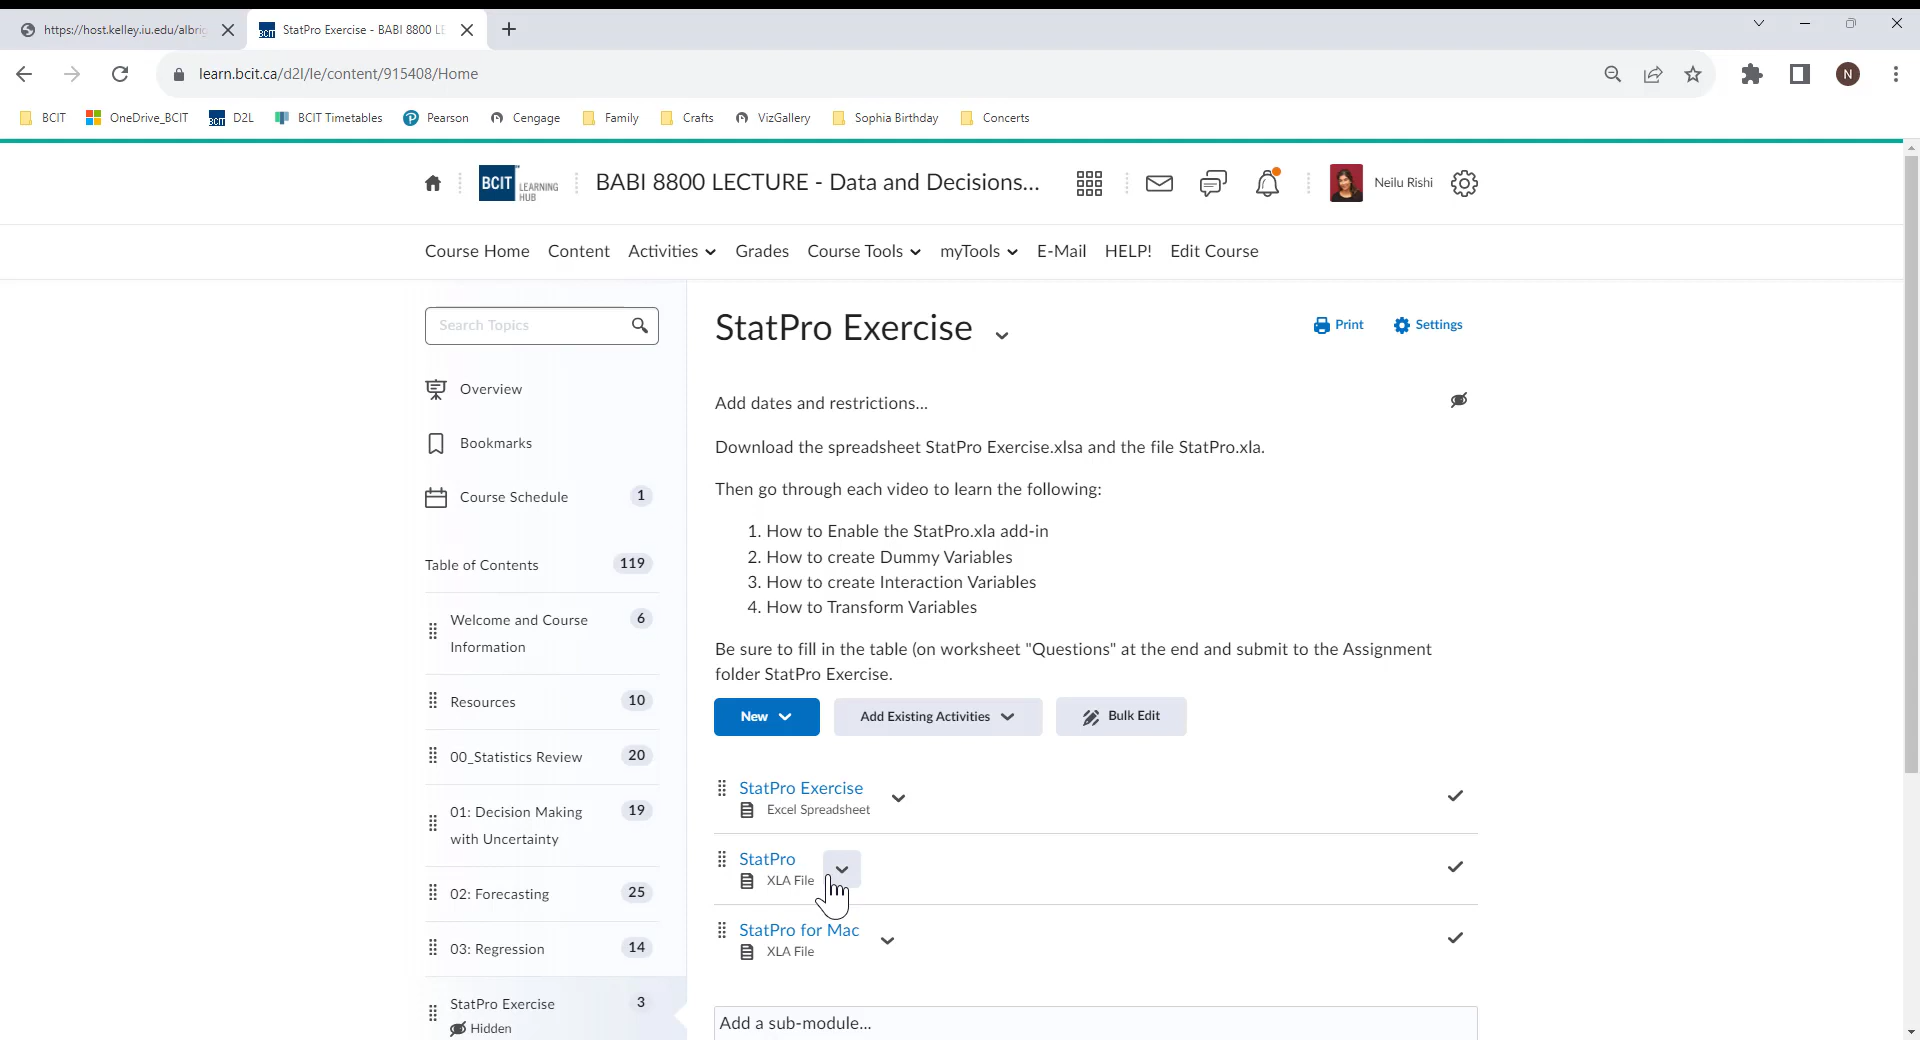 https://host.kelley.iu.edu/albri
StatPro Exercise - BABI 8800 LE
learn.bcit.ca/d2l/le/content/915408/Home
N
BCIT
OneDrive_BCIT
D2L
BCIT Timetables
Pearson
Cengage
Family
Crafts
VizGallery
Sophia Birthday
Concerts
BCIT LEARNING HUB
BABI 8800 LECTURE - Data and Decisions...
Neilu Rishi
Course Home
Content
Activities
Grades
Course Tools
myTools
E-Mail
HELP!
Edit Course
Search Topics
Overview
Bookmarks
Course Schedule 1
Table of Contents 119
Welcome and Course 6
Information
Resources 10
00_Statistics Review 20
01: Decision Making 19
with Uncertainty
02: Forecasting 25
03: Regression 14
StatPro Exercise 3
Hidden
StatPro Exercise
Print
Settings
Add dates and restrictions...
Download the spreadsheet StatPro Exercise.xlsa and the file StatPro.xla.
Then go through each video to learn the following:
1. How to Enable the StatPro.xla add-in
2. How to create Dummy Variables
3. How to create Interaction Variables
4. How to Transform Variables
Be sure to fill in the table (on worksheet "Questions" at the end and submit to the Assignment
folder StatPro Exercise.
New
Add Existing Activities
Bulk Edit
StatPro Exercise
Excel Spreadsheet
StatPro
XLA File
StatPro for Mac
XLA File
Add a sub-module...